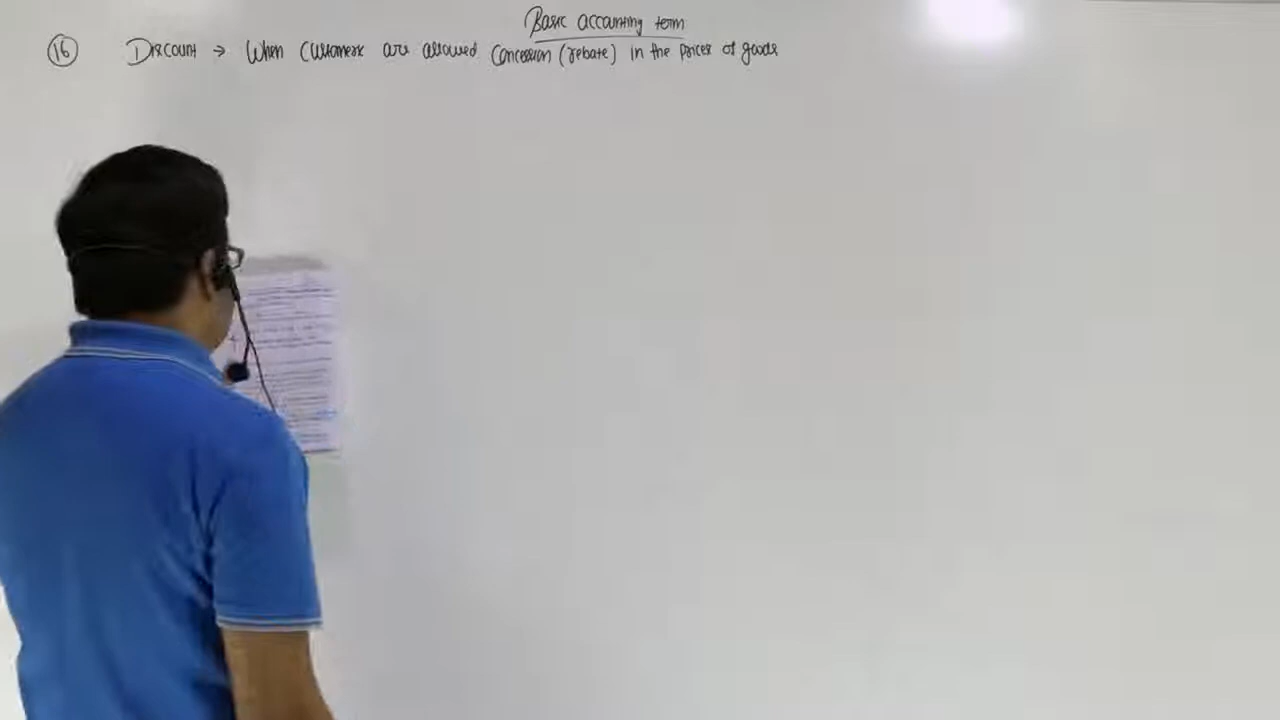 Basic accounting term
16 Discount → When Customers are allowed Concession (rebate) in the prices of goods